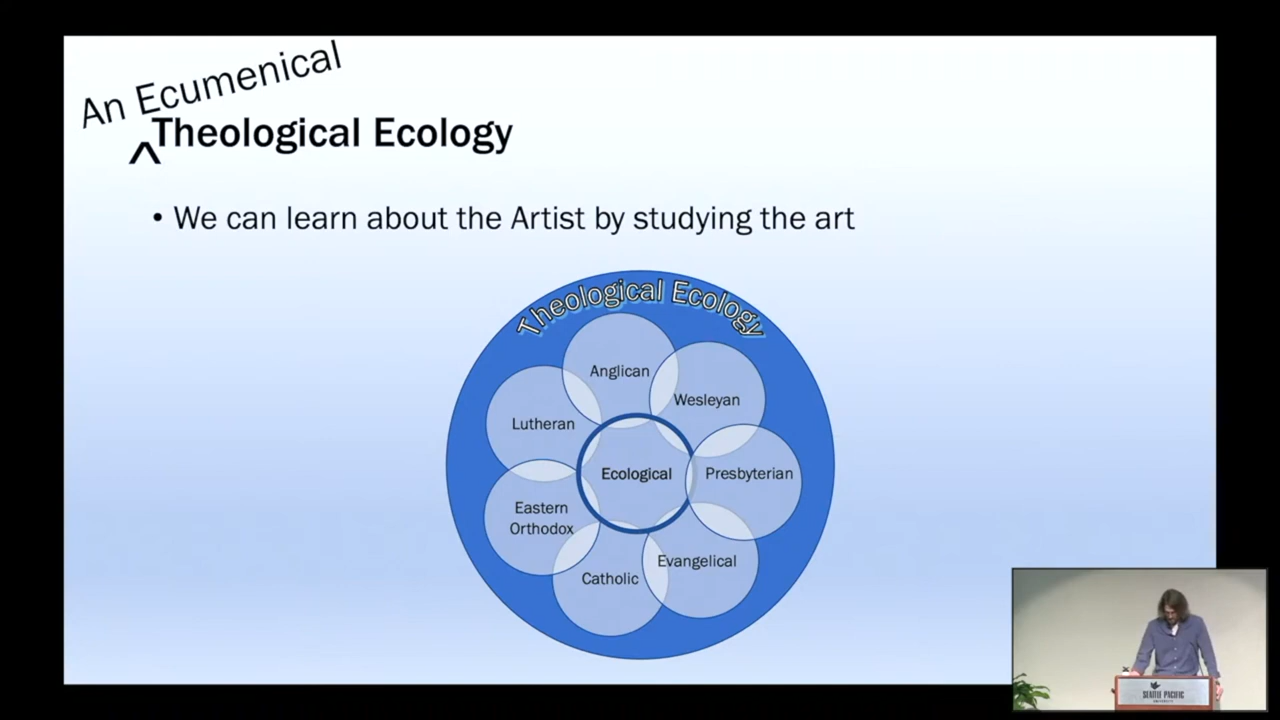 An Ecumenical
^Theological Ecology
• We can learn about the Artist by studying the art
Theological Ecology
Anglican
Wesleyan
Lutheran
Ecological
Presbyterian
Eastern
Orthodox
Evangelical
Catholic
SEATTLE PACIFIC
UNIVERSITY